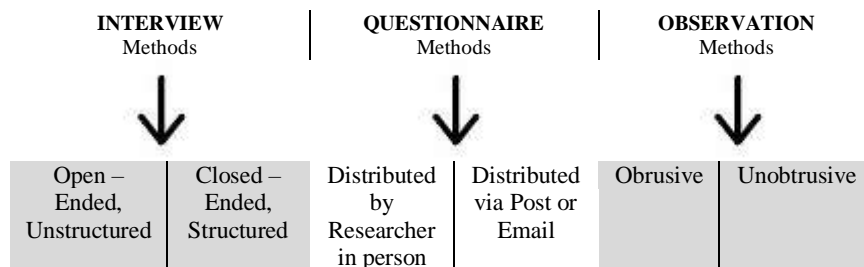 INTERVIEW
Methods
QUESTIONNAIRE
Methods
OBSERVATION
Methods
Open –
Ended,
Unstructured
Closed –
Ended,
Structured
Distributed
by
Researcher
in person
Distributed
via Post or
Email
Obrusive
Unobtrusive